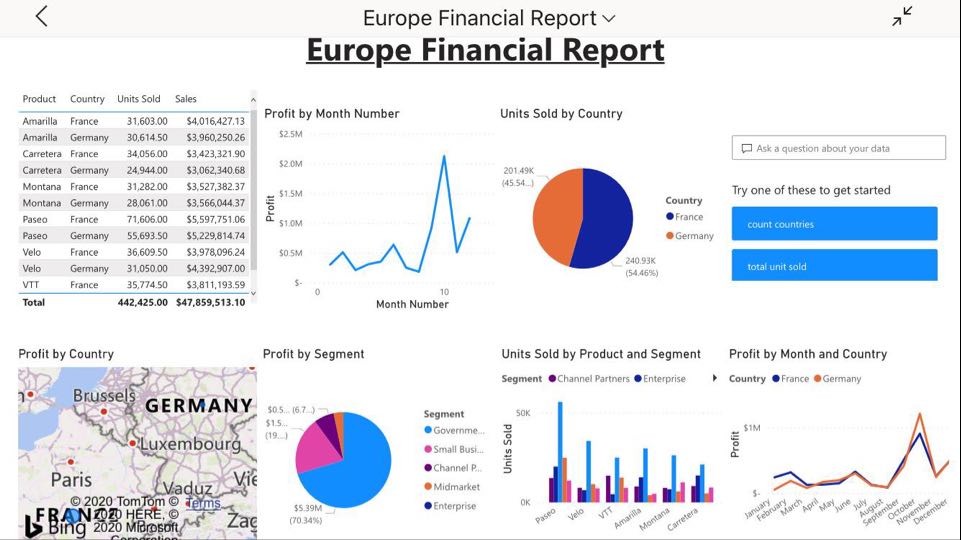 Europe Financial Report
Europe Financial Report
Product Country Units Sold Sales
Amarilla France 31,603.00 $4,016,427.13
Amarilla Germany 30,614.50 $3,960,250.26
Carretera France 34,056.00 $3,423,321.90
Carretera Germany 24,944.00 $3,062,340.68
Montana France 31,282.00 $3,527,382.37
Montana Germany 28,061.00 $3,566,044.37
Paseo France 71,606.00 $5,597,751.06
Paseo Germany 55,693.50 $5,229,814.74
Velo France 36,609.50 $3,978,096.24
Velo Germany 31,050.00 $4,392,907.00
VTT France 35,774.50 $3,811,193.59
Total 442,425.00 $47,859,513.10
Profit by Month Number
$2.5M
$2.0M
$1.5M
$1.0M
$0.5M
$-
Profit
0 10
Month Number
Units Sold by Country
201.49K
(45.54...)
240.93K
(54.46%)
Country
France
Germany
Ask a question about your data
Try one of these to get started
count countries
total unit sold
Profit by Country
Brussels
GERMANY
Luxembourg
Paris
Vaduz
Vie
FRANCE
Zag
© 2020 TomTom © Terms
2020 HERE, ©
Bing 2020 Microsoft
Corporation
Profit by Segment
$0.5... (6.7...)
$1.5...
(19...)
$5.39M
(70.34%)
Segment
Governme...
Small Busi...
Channel P...
Midmarket
Enterprise
Units Sold by Product and Segment
Segment Channel Partners Enterprise
50K
0K
Units Sold
Paseo Velo VTT Amarilla Montana Carretera
Profit by Month and Country
Country France Germany
$1M
$-
Profit
January February March April May June July August September October November December